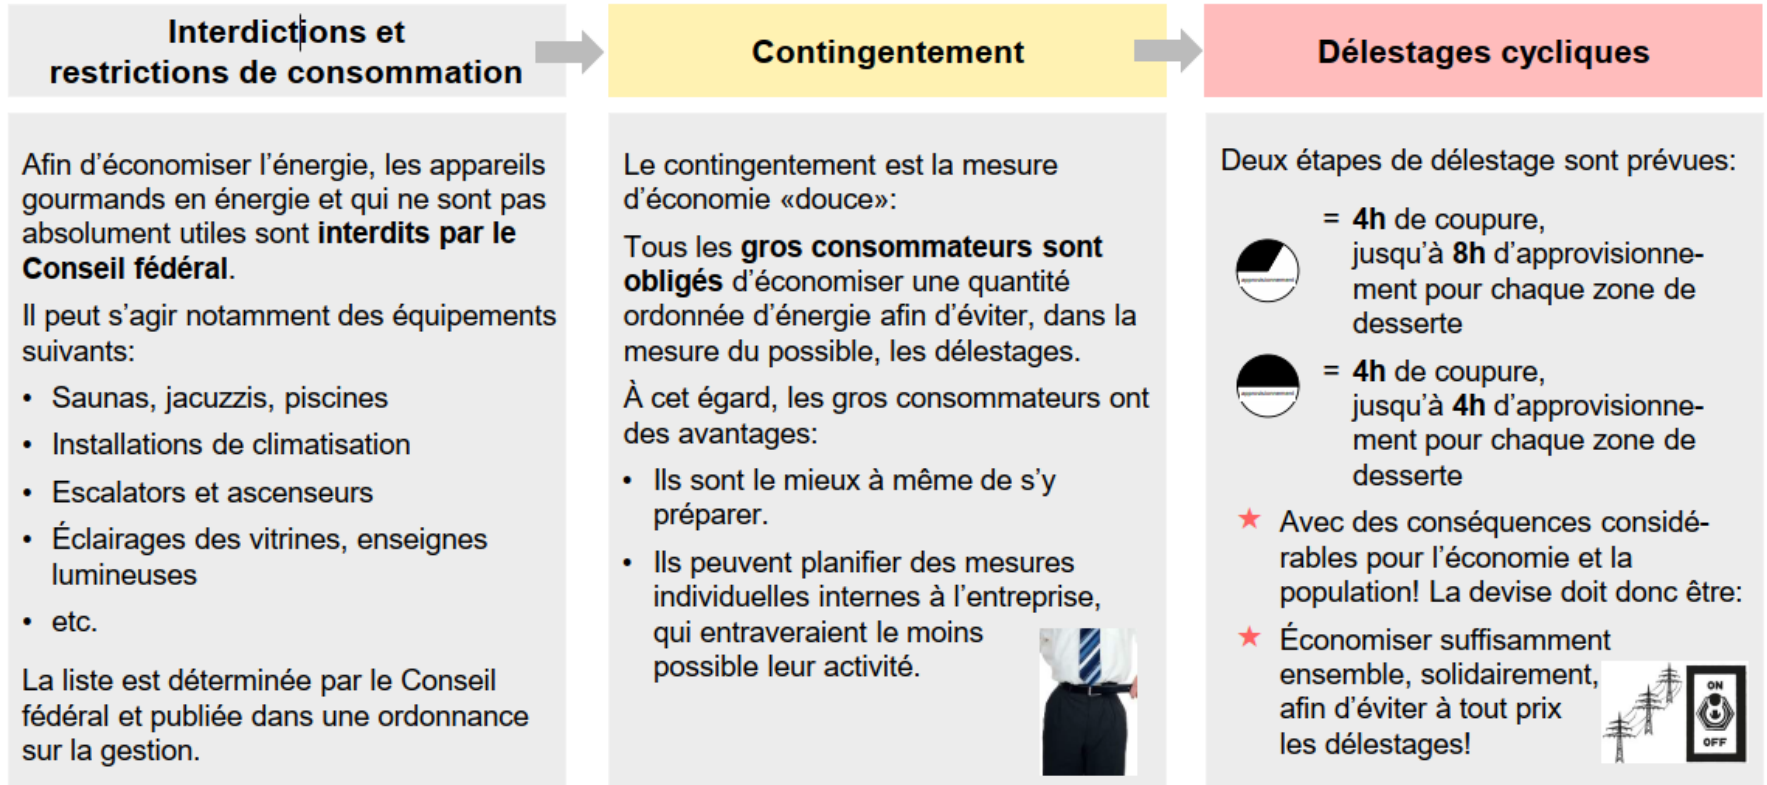 Interdictions et
restrictions de consommation
Afin d’économiser l’énergie, les appareils
gourmands en énergie et qui ne sont pas
absolument utiles sont interdits par le
Conseil fédéral.
Il peut s’agir notamment des équipements
suivants:
• Saunas, jacuzzis, piscines
• Installations de climatisation
• Escalators et ascenseurs
• Éclairages des vitrines, enseignes
lumineuses
• etc.
La liste est déterminée par le Conseil
fédéral et publiée dans une ordonnance
sur la gestion.
Contingentement
Le contingentement est la mesure
d’économie «douce»:
Tous les gros consommateurs sont
obligés d’économiser une quantité
ordonnée d’énergie afin d’éviter, dans la
mesure du possible, les délestages.
À cet égard, les gros consommateurs ont
des avantages:
• Ils sont le mieux à même de s’y
préparer.
• Ils peuvent planifier des mesures
individuelles internes à l’entreprise,
qui entraveraient le moins
possible leur activité.
Délestages cycliques
Deux étapes de délestage sont prévues:
= 4h de coupure,
jusqu’à 8h d’approvisionne-
ment pour chaque zone de
desserte
= 4h de coupure,
jusqu’à 4h d’approvisionne-
ment pour chaque zone de
desserte
Avec des conséquences considé-
rables pour l’économie et la
population! La devise doit donc être:
Économiser suffisamment
ensemble, solidairement,
afin d’éviter à tout prix
les délestages!
ON
OFF